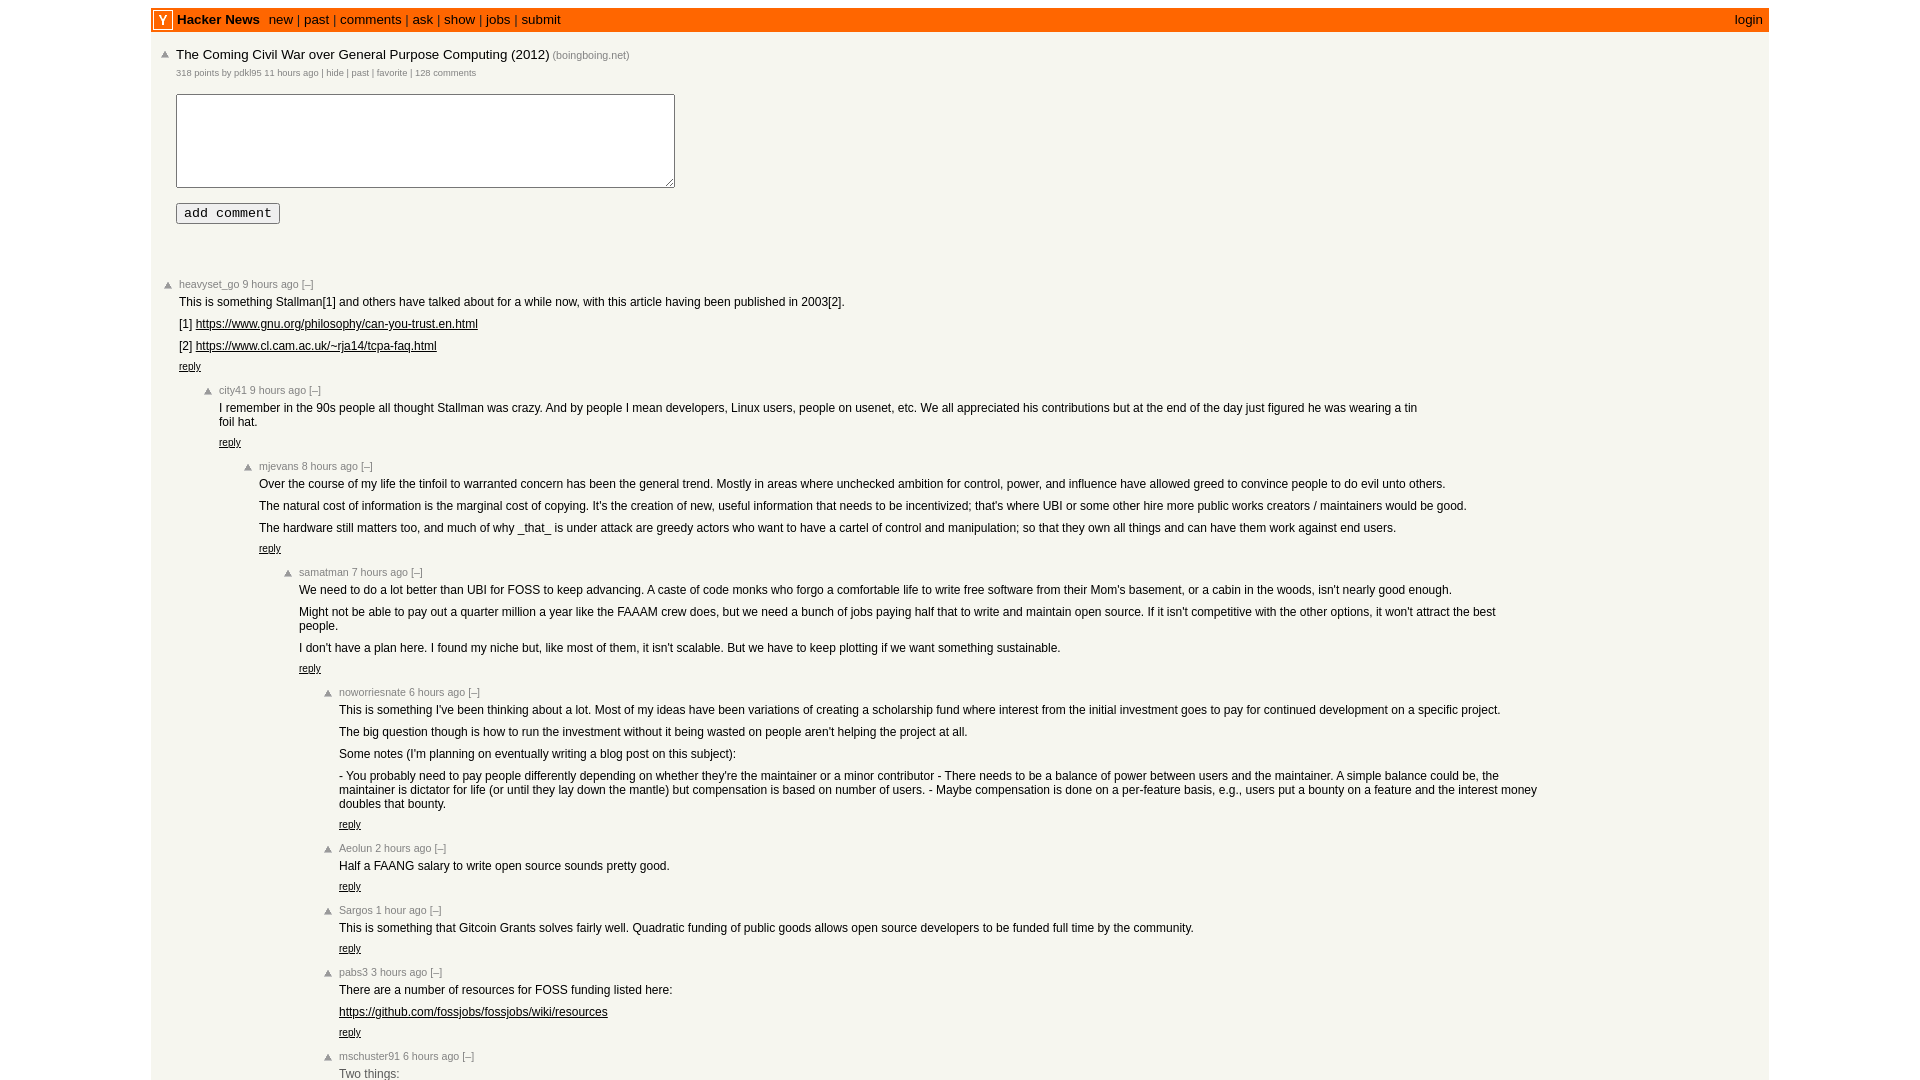 Y Hacker News new | past | comments | ask | show | jobs | submit login
The Coming Civil War over General Purpose Computing (2012) (boingboing.net)
318 points by pdkl95 11 hours ago | hide | past | favorite | 128 comments
add comment
heavyset_go 9 hours ago [–]
This is something Stallman[1] and others have talked about for a while now, with this article having been published in 2003[2].
[1] https://www.gnu.org/philosophy/can-you-trust.en.html
[2] https://www.cl.cam.ac.uk/~rja14/tcpa-faq.html
reply
city41 9 hours ago [–]
I remember in the 90s people all thought Stallman was crazy. And by people I mean developers, Linux users, people on usenet, etc. We all appreciated his contributions but at the end of the day just figured he was wearing a tin
foil hat.
reply
mjevans 8 hours ago [–]
Over the course of my life the tinfoil to warranted concern has been the general trend. Mostly in areas where unchecked ambition for control, power, and influence have allowed greed to convince people to do evil unto others.
The natural cost of information is the marginal cost of copying. It's the creation of new, useful information that needs to be incentivized; that's where UBI or some other hire more public works creators / maintainers would be good.
The hardware still matters too, and much of why _that_ is under attack are greedy actors who want to have a cartel of control and manipulation; so that they own all things and can have them work against end users.
reply
samatman 7 hours ago [–]
We need to do a lot better than UBI for FOSS to keep advancing. A caste of code monks who forgo a comfortable life to write free software from their Mom's basement, or a cabin in the woods, isn't nearly good enough.
Might not be able to pay out a quarter million a year like the FAAAM crew does, but we need a bunch of jobs paying half that to write and maintain open source. If it isn't competitive with the other options, it won't attract the best
people.
I don't have a plan here. I found my niche but, like most of them, it isn't scalable. But we have to keep plotting if we want something sustainable.
reply
noworriesnate 6 hours ago [–]
This is something I've been thinking about a lot. Most of my ideas have been variations of creating a scholarship fund where interest from the initial investment goes to pay for continued development on a specific project.
The big question though is how to run the investment without it being wasted on people aren't helping the project at all.
Some notes (I'm planning on eventually writing a blog post on this subject):
- You probably need to pay people differently depending on whether they're the maintainer or a minor contributor - There needs to be a balance of power between users and the maintainer. A simple balance could be, the
maintainer is dictator for life (or until they lay down the mantle) but compensation is based on number of users. - Maybe compensation is done on a per-feature basis, e.g., users put a bounty on a feature and the interest money
doubles that bounty.
reply
Aeolun 2 hours ago [–]
Half a FAANG salary to write open source sounds pretty good.
reply
Sargos 1 hour ago [–]
This is something that Gitcoin Grants solves fairly well. Quadratic funding of public goods allows open source developers to be funded full time by the community.
reply
pabs3 3 hours ago [–]
There are a number of resources for FOSS funding listed here:
https://github.com/fossjobs/fossjobs/wiki/resources
reply
mschuster91 6 hours ago [–]
Two things: